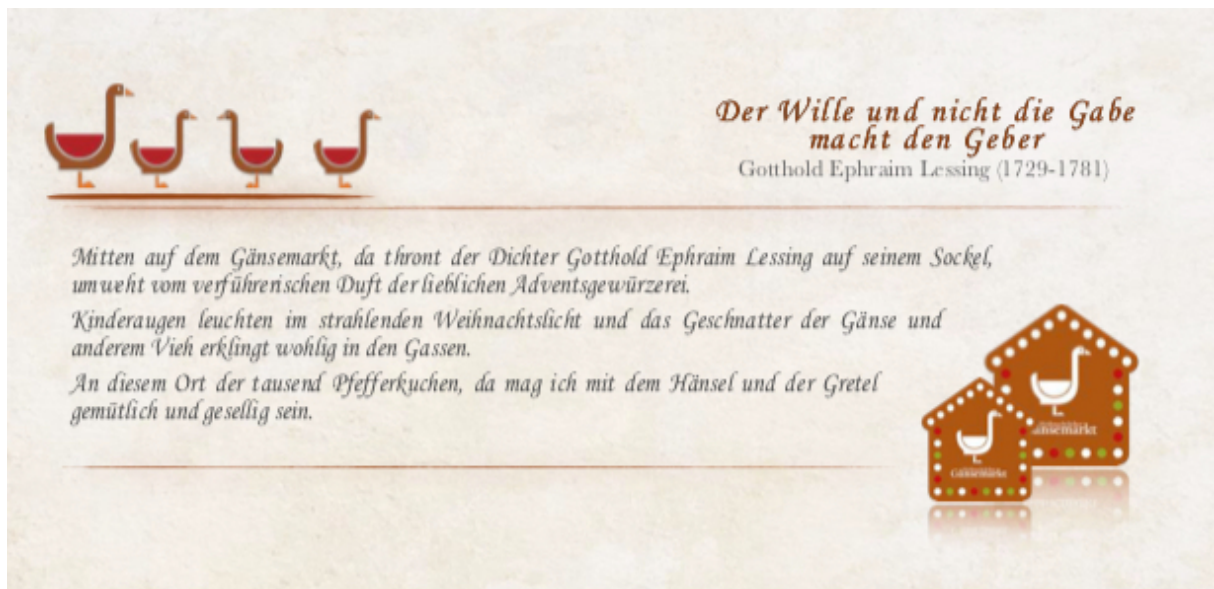 Der Wille und nicht die Gabe
macht den Geber
Gotthold Ephraim Lessing (1729-1781)
Mitten auf dem Gänsemarkt, da thront der Dichter Gotthold Ephraim Lessing auf seinem Sockel,
umweht vom verführerischen Duft der lieblichen Adventsgewürzerei.
Kinderaugen leuchten im strahlenden Weihnachtslicht und das Geschnatter der Gänse und
anderem Vieh erklingt wohlig in den Gassen.
An diesem Ort der tausend Pfefferkuchen, da mag ich mit dem Hänsel und der Gretel
gemütlich und gesellig sein.
änsemarkt
Gänsemarkt